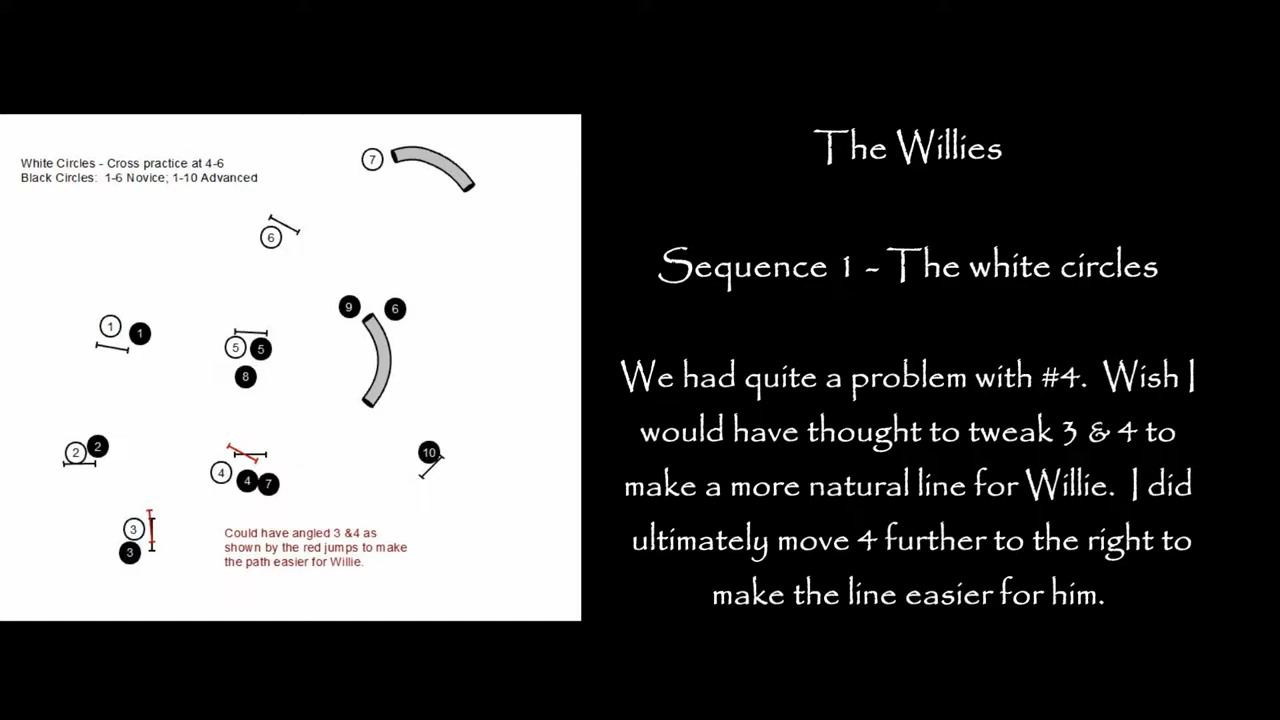 White Circles - Cross practice at 4-6
Black Circles: 1-6 Novice; 1-10 Advanced
7
6
9
6
1
1
5
5
8
2
2
10
4
4
7
3
3
Could have angled 3 &4 as
shown by the red jumps to make
the path easier for Willie.
The Willies
Sequence 1 - The white circles
We had quite a problem with #4. Wish I
would have thought to tweak 3 & 4 to
make a more natural line for Willie. I did
ultimately move 4 further to the right to
make the line easier for him.